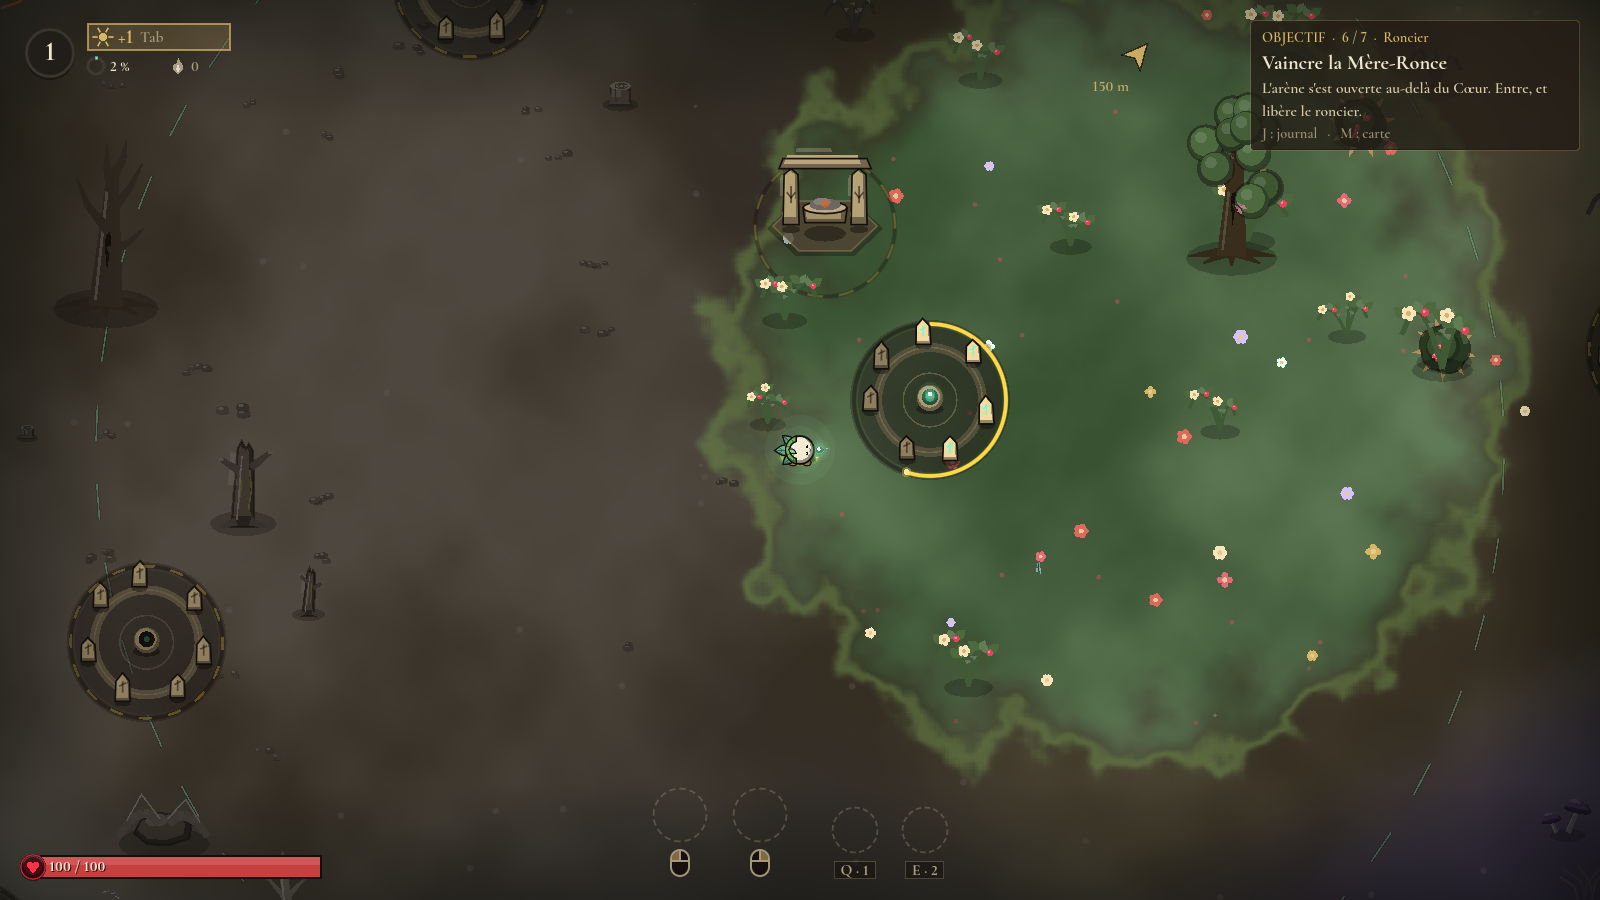 1
+1 Tab
2 % 0
150 m
OBJECTIF · 6 / 7 · Roncier
Vaincre la Mère-Ronce
L'arène s'est ouverte au-delà du Cœur. Entre, et
libère le roncier.
J : journal · M : carte
100 / 100
Q · 1
E · 2